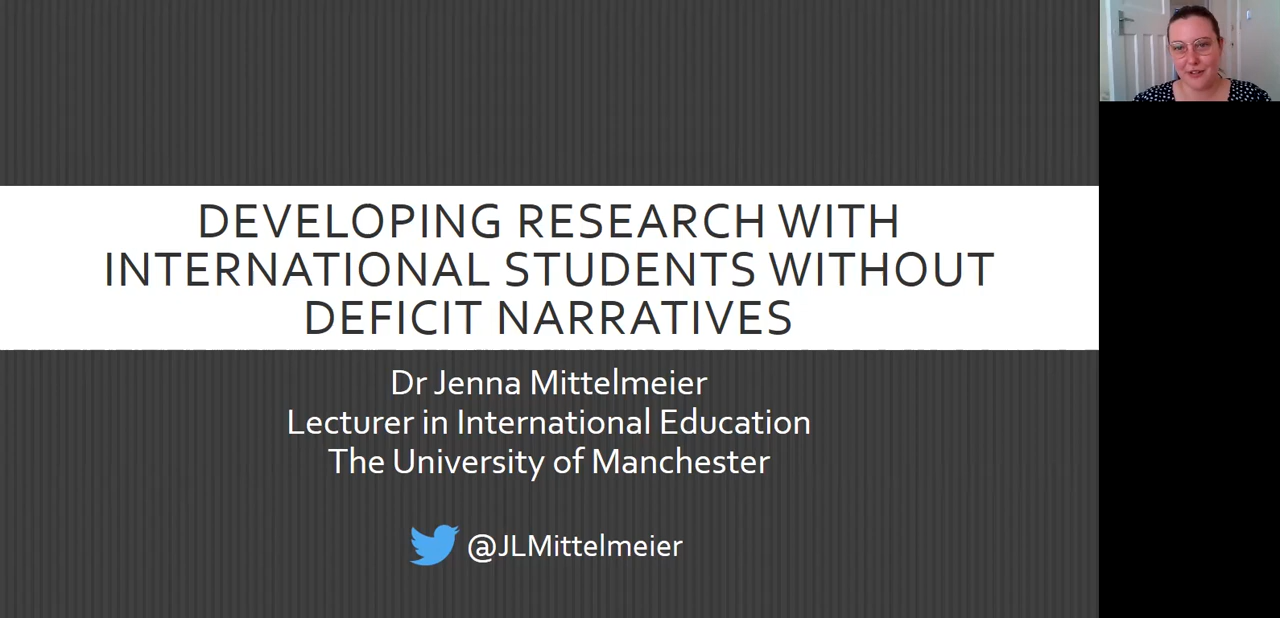 DEVELOPING RESEARCH WITH
INTERNATIONAL STUDENTS WITHOUT
DEFICIT NARRATIVES
Dr Jenna Mittelmeier
Lecturer in International Education
The University of Manchester
@JLMittelmeier